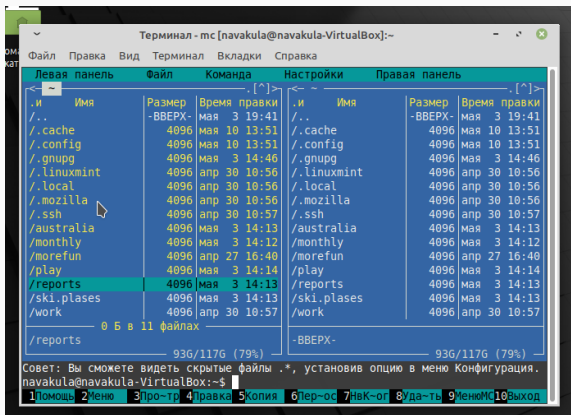 Терминал - mc [navakula@navakula-VirtualBox]:~
Файл Правка Вид Терминал Вкладки Справка
Левая панель Файл Команда Настройки Правая панель
<- ~ .[^]> <- ~ .[^]>
.и Имя Размер Время правки .и Имя Размер Время правки
/.. -ВВЕРХ- мая 3 19:41 /.. -ВВЕРХ- мая 3 19:41
/.cache 4096 мая 10 13:51 /.cache 4096 мая 10 13:51
/.config 4096 мая 10 13:51 /.config 4096 мая 10 13:51
/.gnupg 4096 мая 3 14:46 /.gnupg 4096 мая 3 14:46
/.linuxmint 4096 апр 30 10:56 /.linuxmint 4096 апр 30 10:56
/.local 4096 апр 30 10:56 /.local 4096 апр 30 10:56
/.mozilla 4096 апр 30 10:56 /.mozilla 4096 апр 30 10:56
/.ssh 4096 апр 30 10:57 /.ssh 4096 апр 30 10:57
/australia 4096 мая 3 14:13 /australia 4096 мая 3 14:13
/monthly 4096 мая 3 14:12 /monthly 4096 мая 3 14:12
/morefun 4096 апр 27 16:40 /morefun 4096 апр 27 16:40
/play 4096 мая 3 14:14 /play 4096 мая 3 14:14
/reports 4096 мая 3 14:13 /reports 4096 мая 3 14:13
/ski.plases 4096 мая 3 14:13 /ski.plases 4096 мая 3 14:13
/work 4096 апр 30 10:57 /work 4096 апр 30 10:57
0 Б в 11 файлах
/reports -ВВЕРХ-
93G/117G (79%) 93G/117G (79%)
Совет: Вы сможете видеть скрытые файлы .*, установив опцию в меню Конфигурация.
navakula@navakula-VirtualBox:~$
1Помощь 2Меню 3Про~тр 4Правка 5Копия 6Пер~ос 7НвК~ог 8Уда~ть 9МенюMC 10Выход